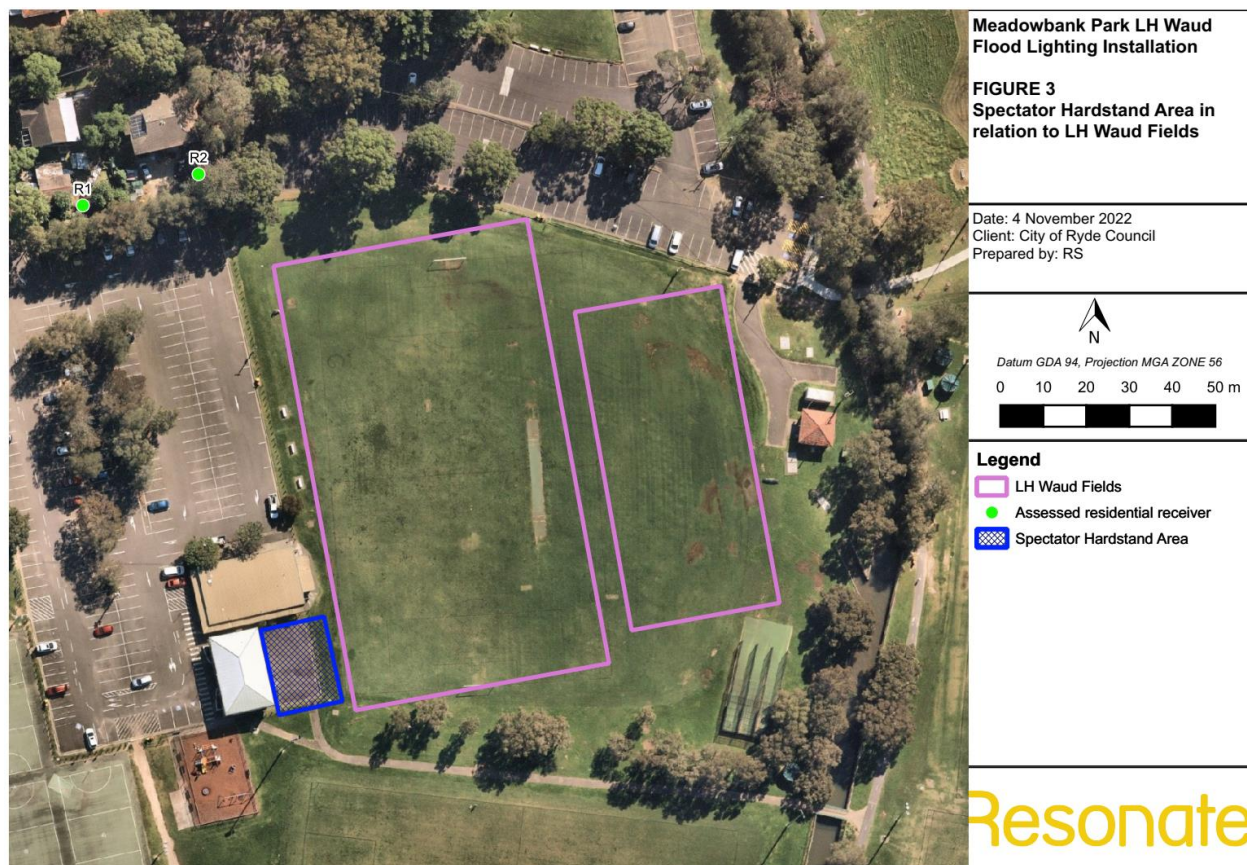 Meadowbank Park LH Waud
Flood Lighting Installation
FIGURE 3
Spectator Hardstand Area in
relation to LH Waud Fields
Date: 4 November 2022
Client: City of Ryde Council
Prepared by: RS
N
Datum GDA 94, Projection MGA ZONE 56
0 10 20 30 40 50 m
Legend
LH Waud Fields
Assessed residential receiver
Spectator Hardstand Area
Resonate
R2
R1